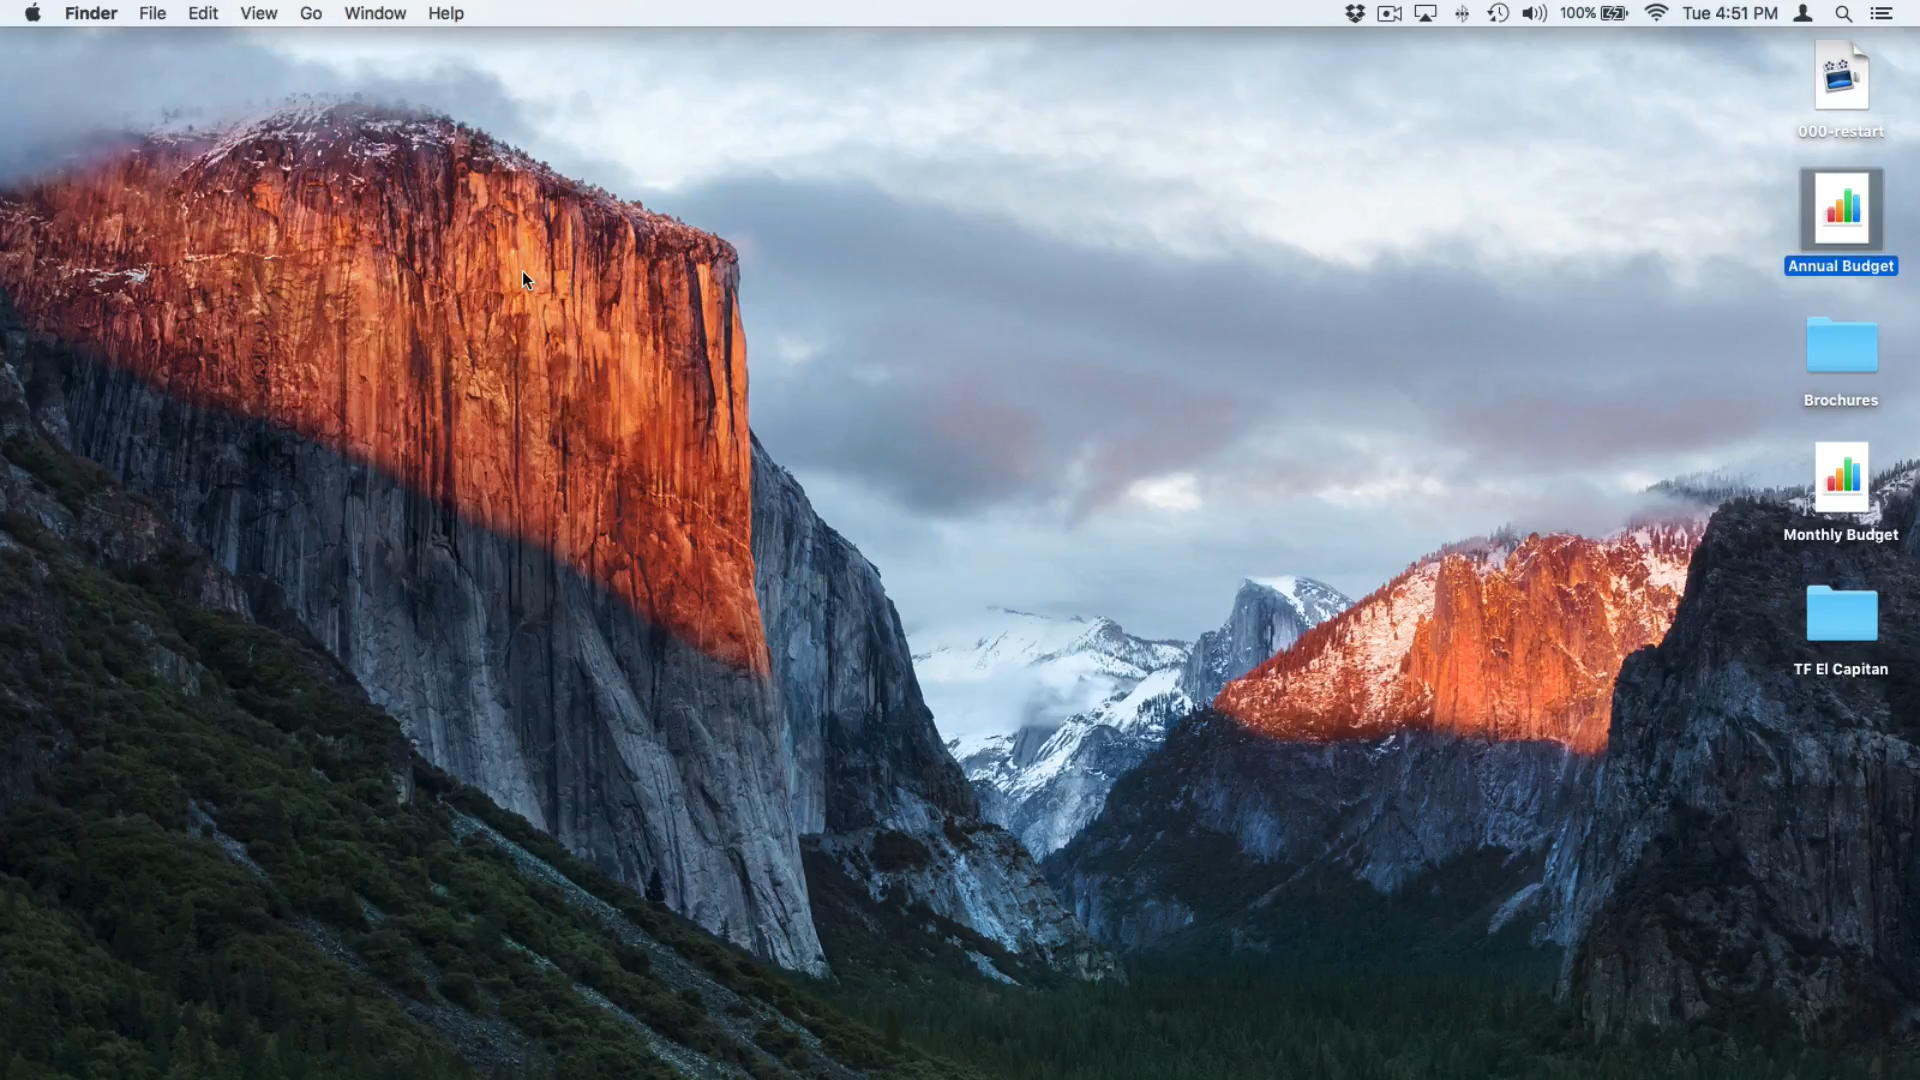 Finder File Edit View Go Window Help 100% Tue 4:51 PM
000-restart
Annual Budget
Brochures
Monthly Budget
TF El Capitan